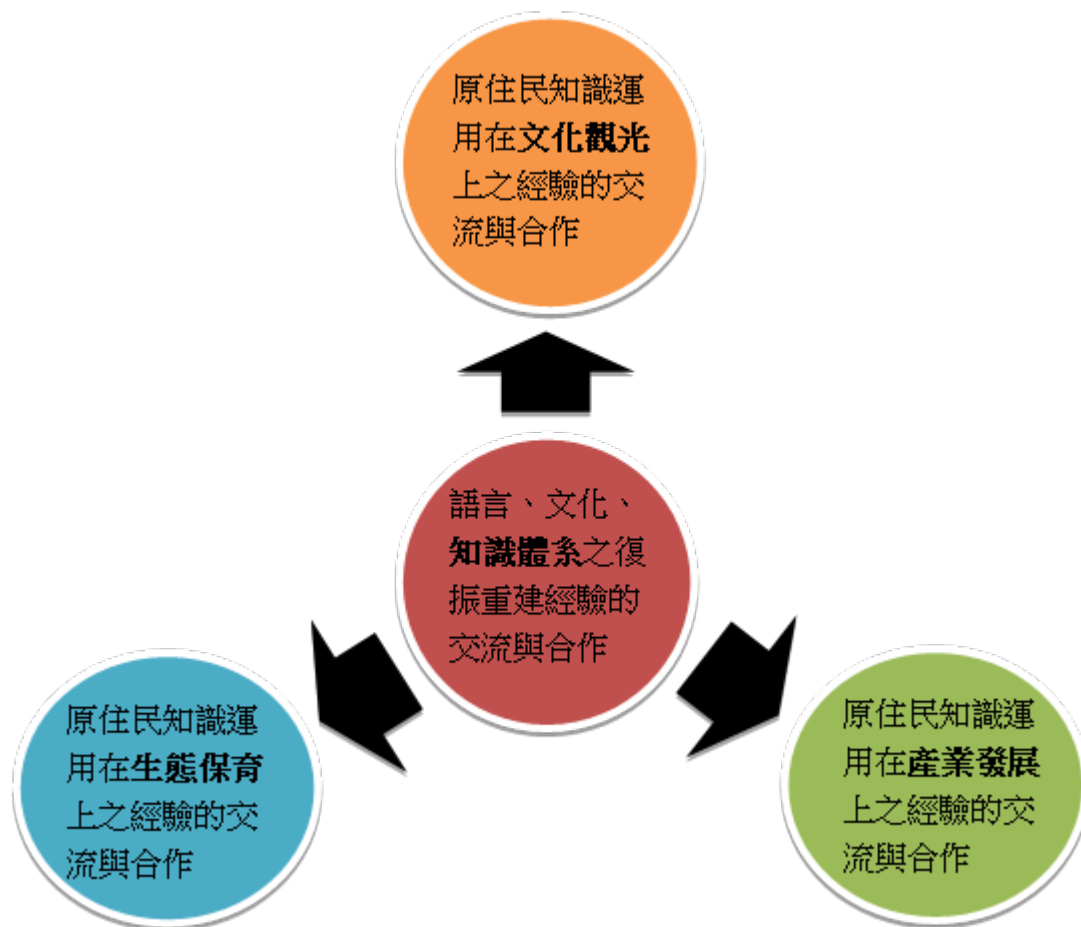 原住民知識運
用在文化觀光
上之經驗的交
流與合作
語言、文化、
知識體系之復
振重建經驗的
交流與合作
原住民知識運
用在生態保育
上之經驗的交
流與合作
原住民知識運
用在產業發展
上之經驗的交
流與合作